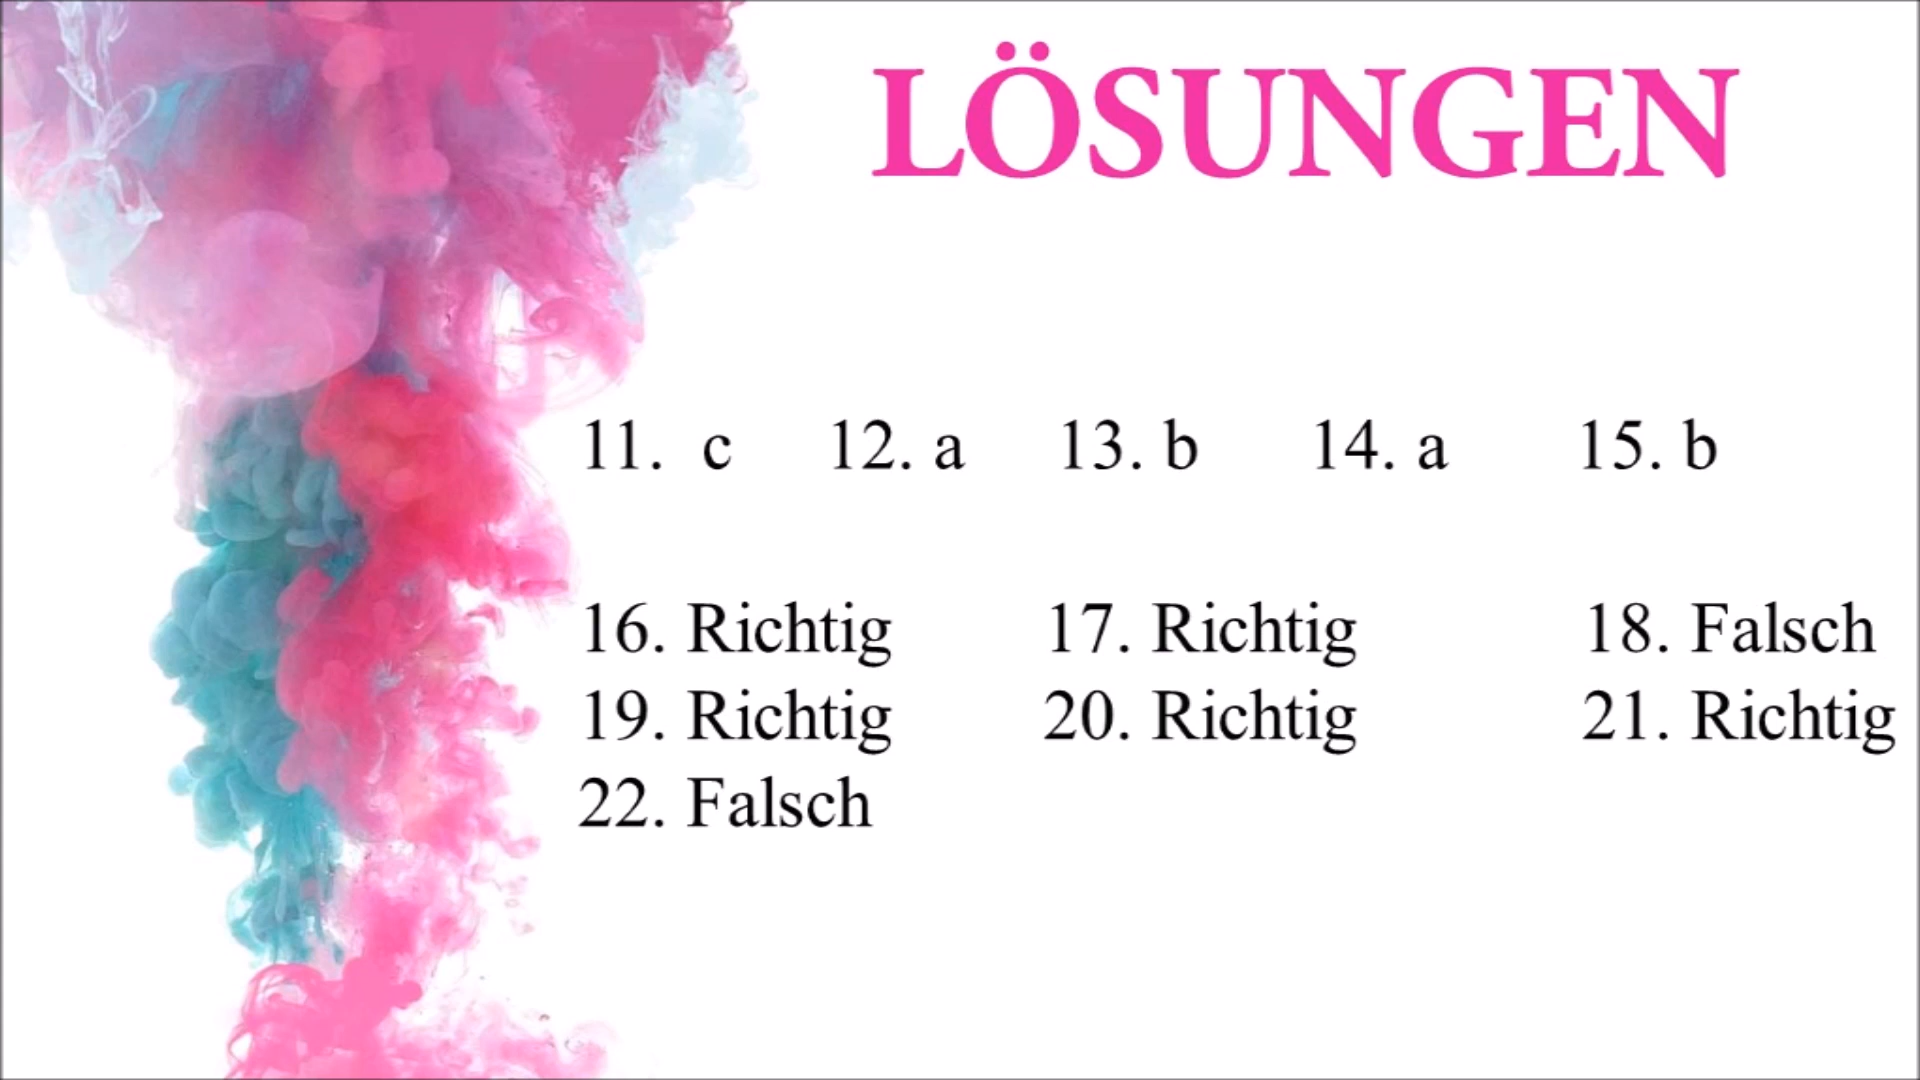 LÖSUNGEN
11. c 12. a 13. b 14. a 15. b
16. Richtig 17. Richtig 18. Falsch
19. Richtig 20. Richtig 21. Richtig
22. Falsch